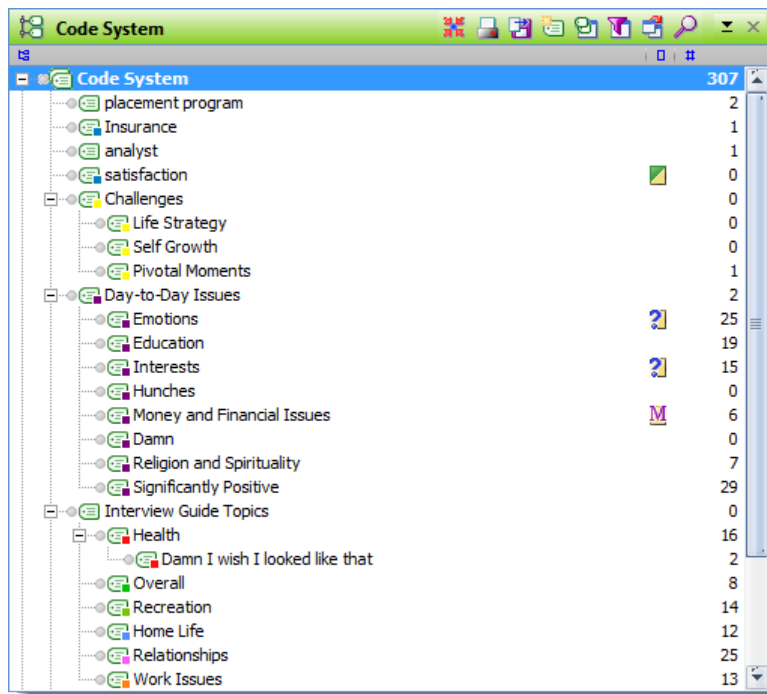 Code System
#
Code System 307
placement program 2
Insurance 1
analyst 1
satisfaction 0
Challenges 0
Life Strategy 0
Self Growth 0
Pivotal Moments 1
Day-to-Day Issues 2
Emotions ? 25
Education 19
Interests ? 15
Hunches 0
Money and Financial Issues M 6
Damn 0
Religion and Spirituality 7
Significantly Positive 29
Interview Guide Topics 0
Health 16
Damn I wish I looked like that 2
Overall 8
Recreation 14
Home Life 12
Relationships 25
Work Issues 13